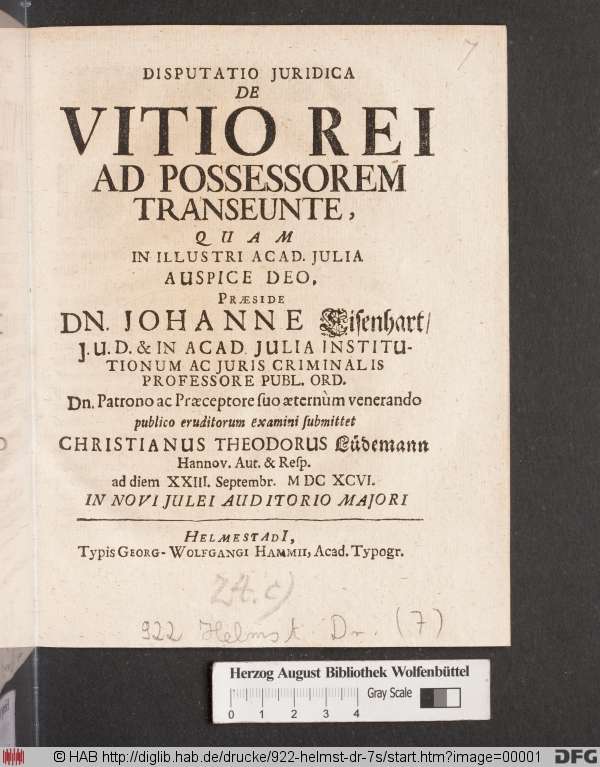 7
DISPUTATIO JURIDICA
DE
VITIO REI
AD POSSESSOREM
TRANSEUNTE,
QUAM
IN ILLUSTRI ACAD. JULIA
AUSPICE DEO,
PRÆSIDE
DN. JOHANNE Eisenhart/
J.U.D. & IN ACAD. JULIA INSTITU-
TIONUM AC JURIS CRIMINALIS
PROFESSORE PUBL. ORD.
Dn. Patrono ac Præceptore ſuo æternùm venerando
publico eruditorum examini ſubmittet
CHRISTIANUS THEODORUS Lüdemann
Hannov. Aut. & Reſp.
ad diem XXIII. Septembr. M DC XCVI.
IN NOVI JULEI AUDITORIO MAJORI
HELMESTADI,
Typis GEORG-WOLFGANGI HAMMII, Acad. Typogr.
24.c)
922 Helmst. Dr. (7)
Herzog August Bibliothek Wolfenbüttel
0 1 2 3 4 Gray Scale
© HAB http://diglib.hab.de/drucke/922-helmst-dr-7s/start.htm?image=00001
DFG